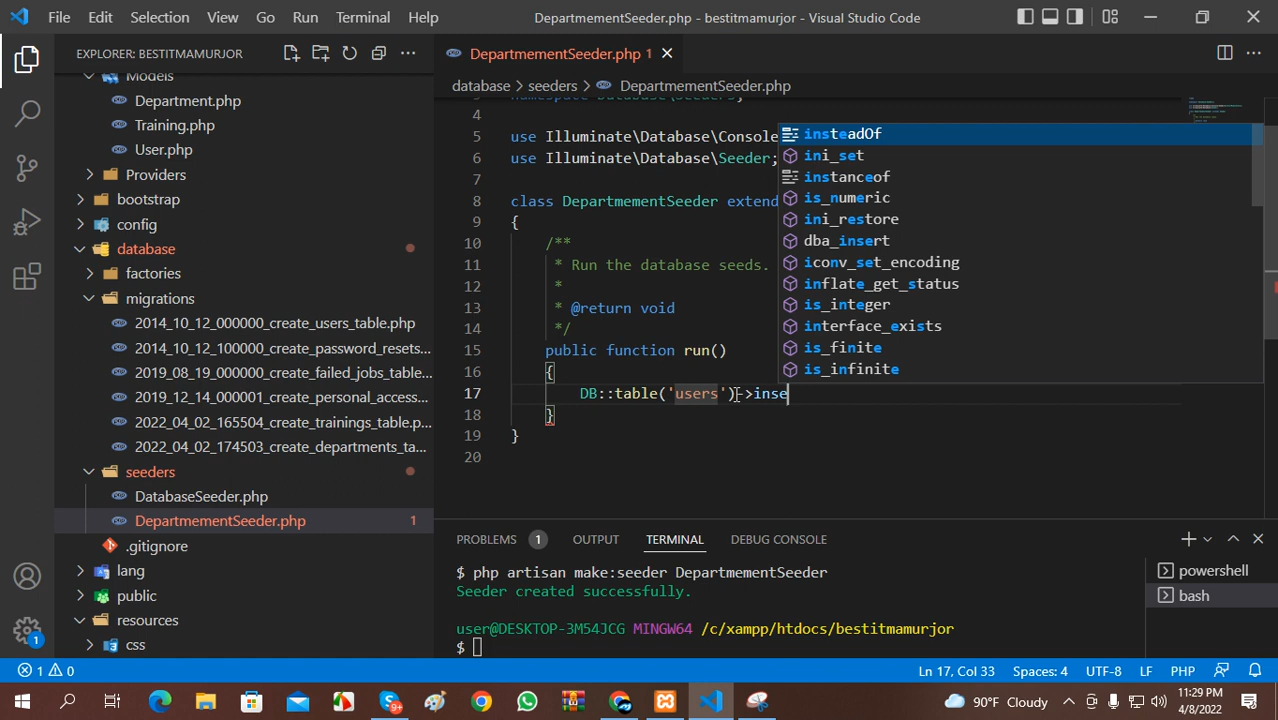 File Edit Selection View Go Run Terminal Help DepartmementSeeder.php - bestitmamurjor - Visual Studio Code
EXPLORER: BESTITMAMURJOR
Models
Department.php
Training.php
User.php
Providers
bootstrap
config
database
factories
migrations
2014_10_12_000000_create_users_table.php
2014_10_12_100000_create_password_resets...
2019_08_19_000000_create_failed_jobs_table...
2019_12_14_000001_create_personal_access...
2022_04_02_165504_create_trainings_table.p...
2022_04_02_174503_create_departments_ta...
seeders
DatabaseSeeder.php
DepartmementSeeder.php 1
.gitignore
lang
public
resources
css
DepartmementSeeder.php 1
database > seeders > DepartmementSeeder.php
3 namespace Database\Seeders;
4
5 use Illuminate\Database\Console
6 use Illuminate\Database\Seeder;
7
8 class DepartmementSeeder extend
9 {
10 /**
11 * Run the database seeds.
12 *
13 * @return void
14 */
15 public function run()
16 {
17 DB::table('users')->inse
18 }
19 }
20
insteadOf
ini_set
instanceof
is_numeric
ini_restore
dba_insert
iconv_set_encoding
inflate_get_status
is_integer
interface_exists
is_finite
is_infinite
PROBLEMS 1 OUTPUT TERMINAL DEBUG CONSOLE
$ php artisan make:seeder DepartmementSeeder
Seeder created successfully.
user@DESKTOP-3M54JCG MINGW64 /c/xampp/htdocs/bestitmamurjor
$
powershell
bash
1
1 0 Ln 17, Col 33 Spaces: 4 UTF-8 LF PHP
9+
90°F Cloudy
11:29 PM
4/8/2022